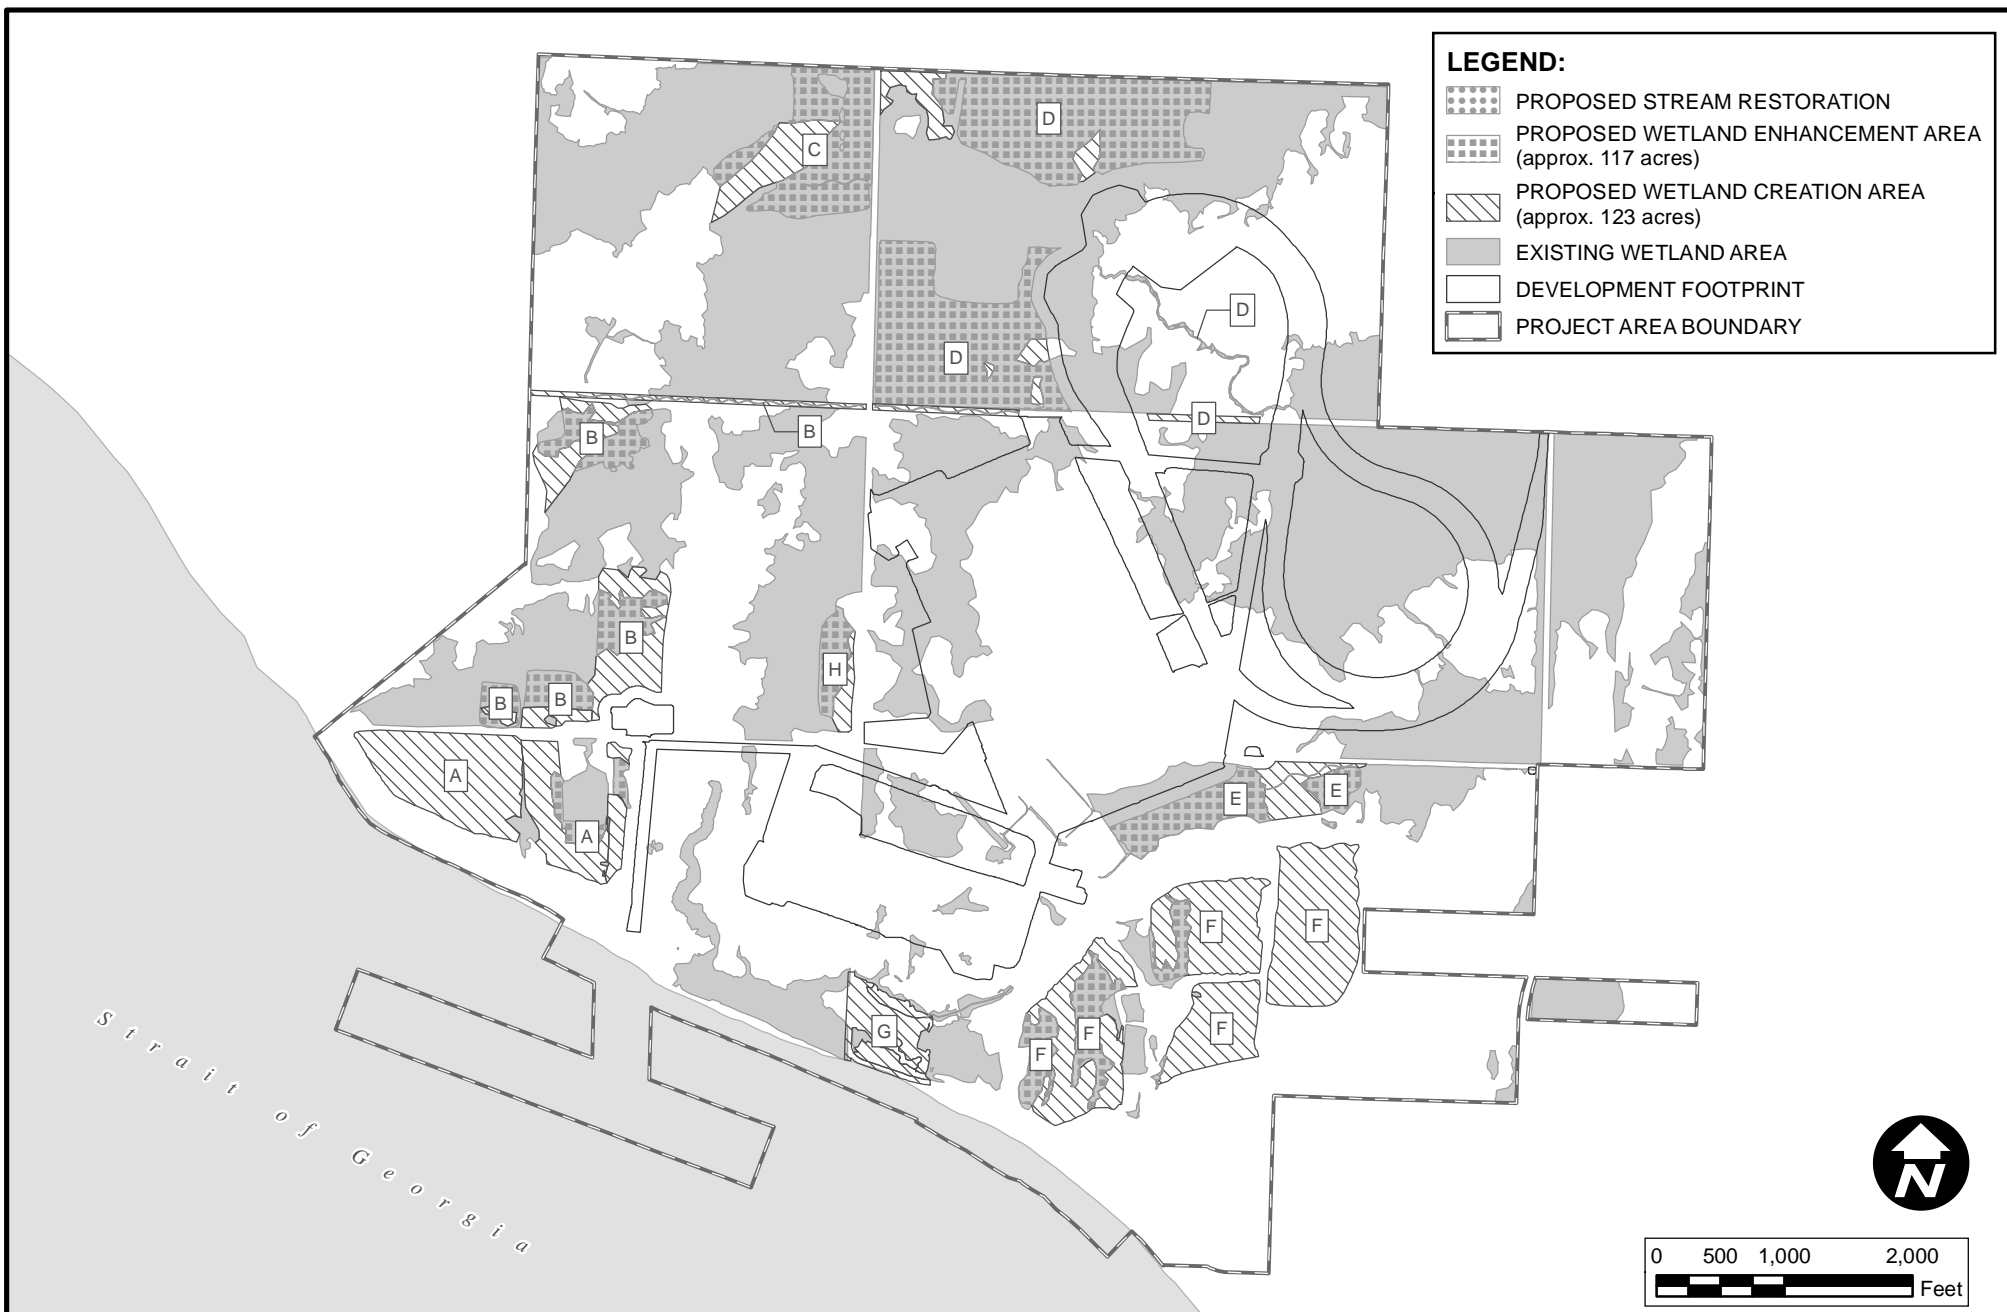 LEGEND:
PROPOSED STREAM RESTORATION
PROPOSED WETLAND ENHANCEMENT AREA
(approx. 117 acres)
PROPOSED WETLAND CREATION AREA
(approx. 123 acres)
EXISTING WETLAND AREA
DEVELOPMENT FOOTPRINT
PROJECT AREA BOUNDARY
D
C
D
D
D
B
B
B
H
B
B
A
A
E
E
F
F
F
F
F
G
Strait of Georgia
N
0 500 1,000 2,000
Feet